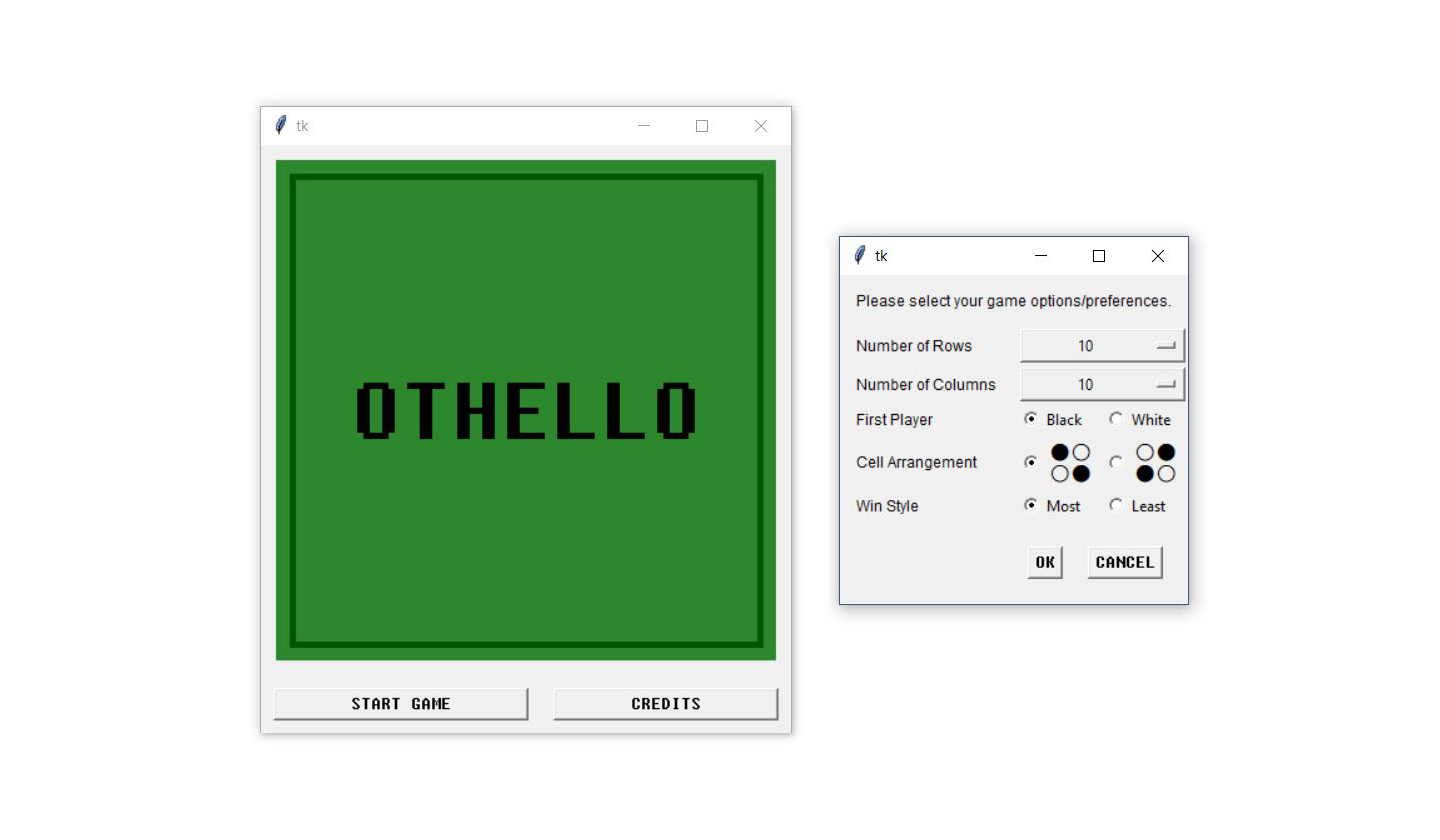 tk
OTHELLO
START GAME CREDITS
tk
Please select your game options/preferences.
Number of Rows 10
Number of Columns 10
First Player Black White
Cell Arrangement
Win Style Most Least
OK CANCEL